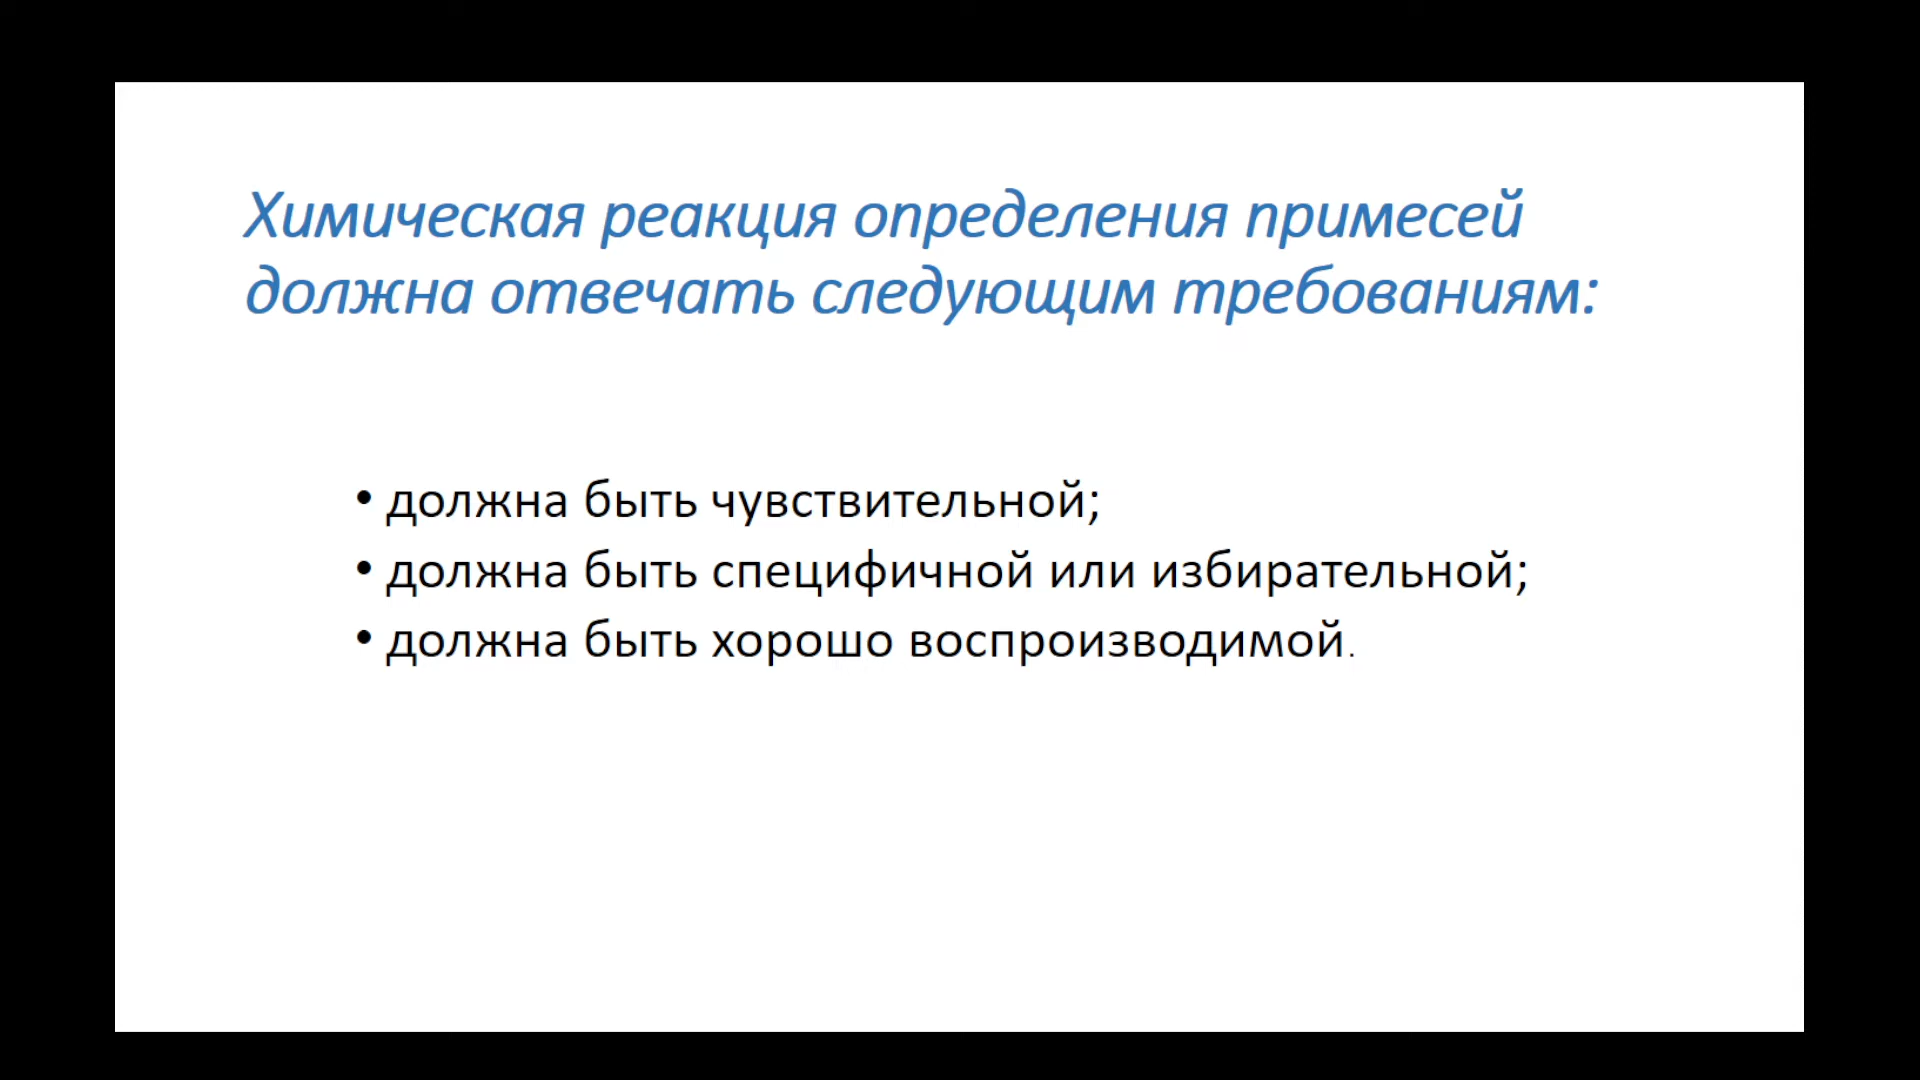 Химическая реакция определения примесей
должна отвечать следующим требованиям:
• должна быть чувствительной;
• должна быть специфичной или избирательной;
• должна быть хорошо воспроизводимой.